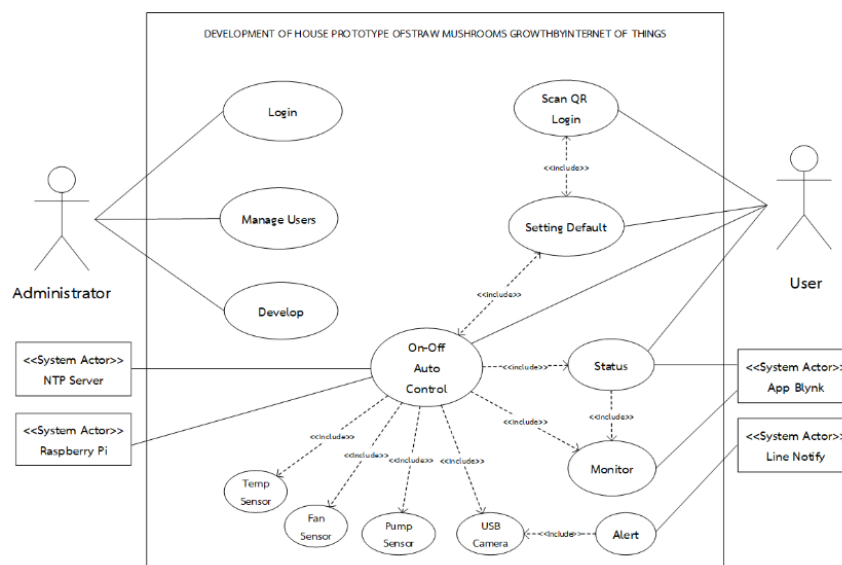 DEVELOPMENT OF HOUSE PROTOTYPE OFSTRAW MUSHROOMS GROWTHBYINTERNET OF THINGS
Login
Scan QR
Login
<<Include>>
Manage Users
Setting Default
Administrator
User
<<Include>>
Develop
<<System Actor>>
NTP Server
On-Off
Auto
Control
<<Include>>
Status
<<System Actor>>
App Blynk
<<Include>>
<<System Actor>>
Raspberry Pi
<<Include>>
<<Include>>
<<Include>>
<<Include>>
<<Include>>
Monitor
<<System Actor>>
Line Notify
Temp
Sensor
Fan
Sensor
Pump
Sensor
USB
Camera
<<Include>>
Alert